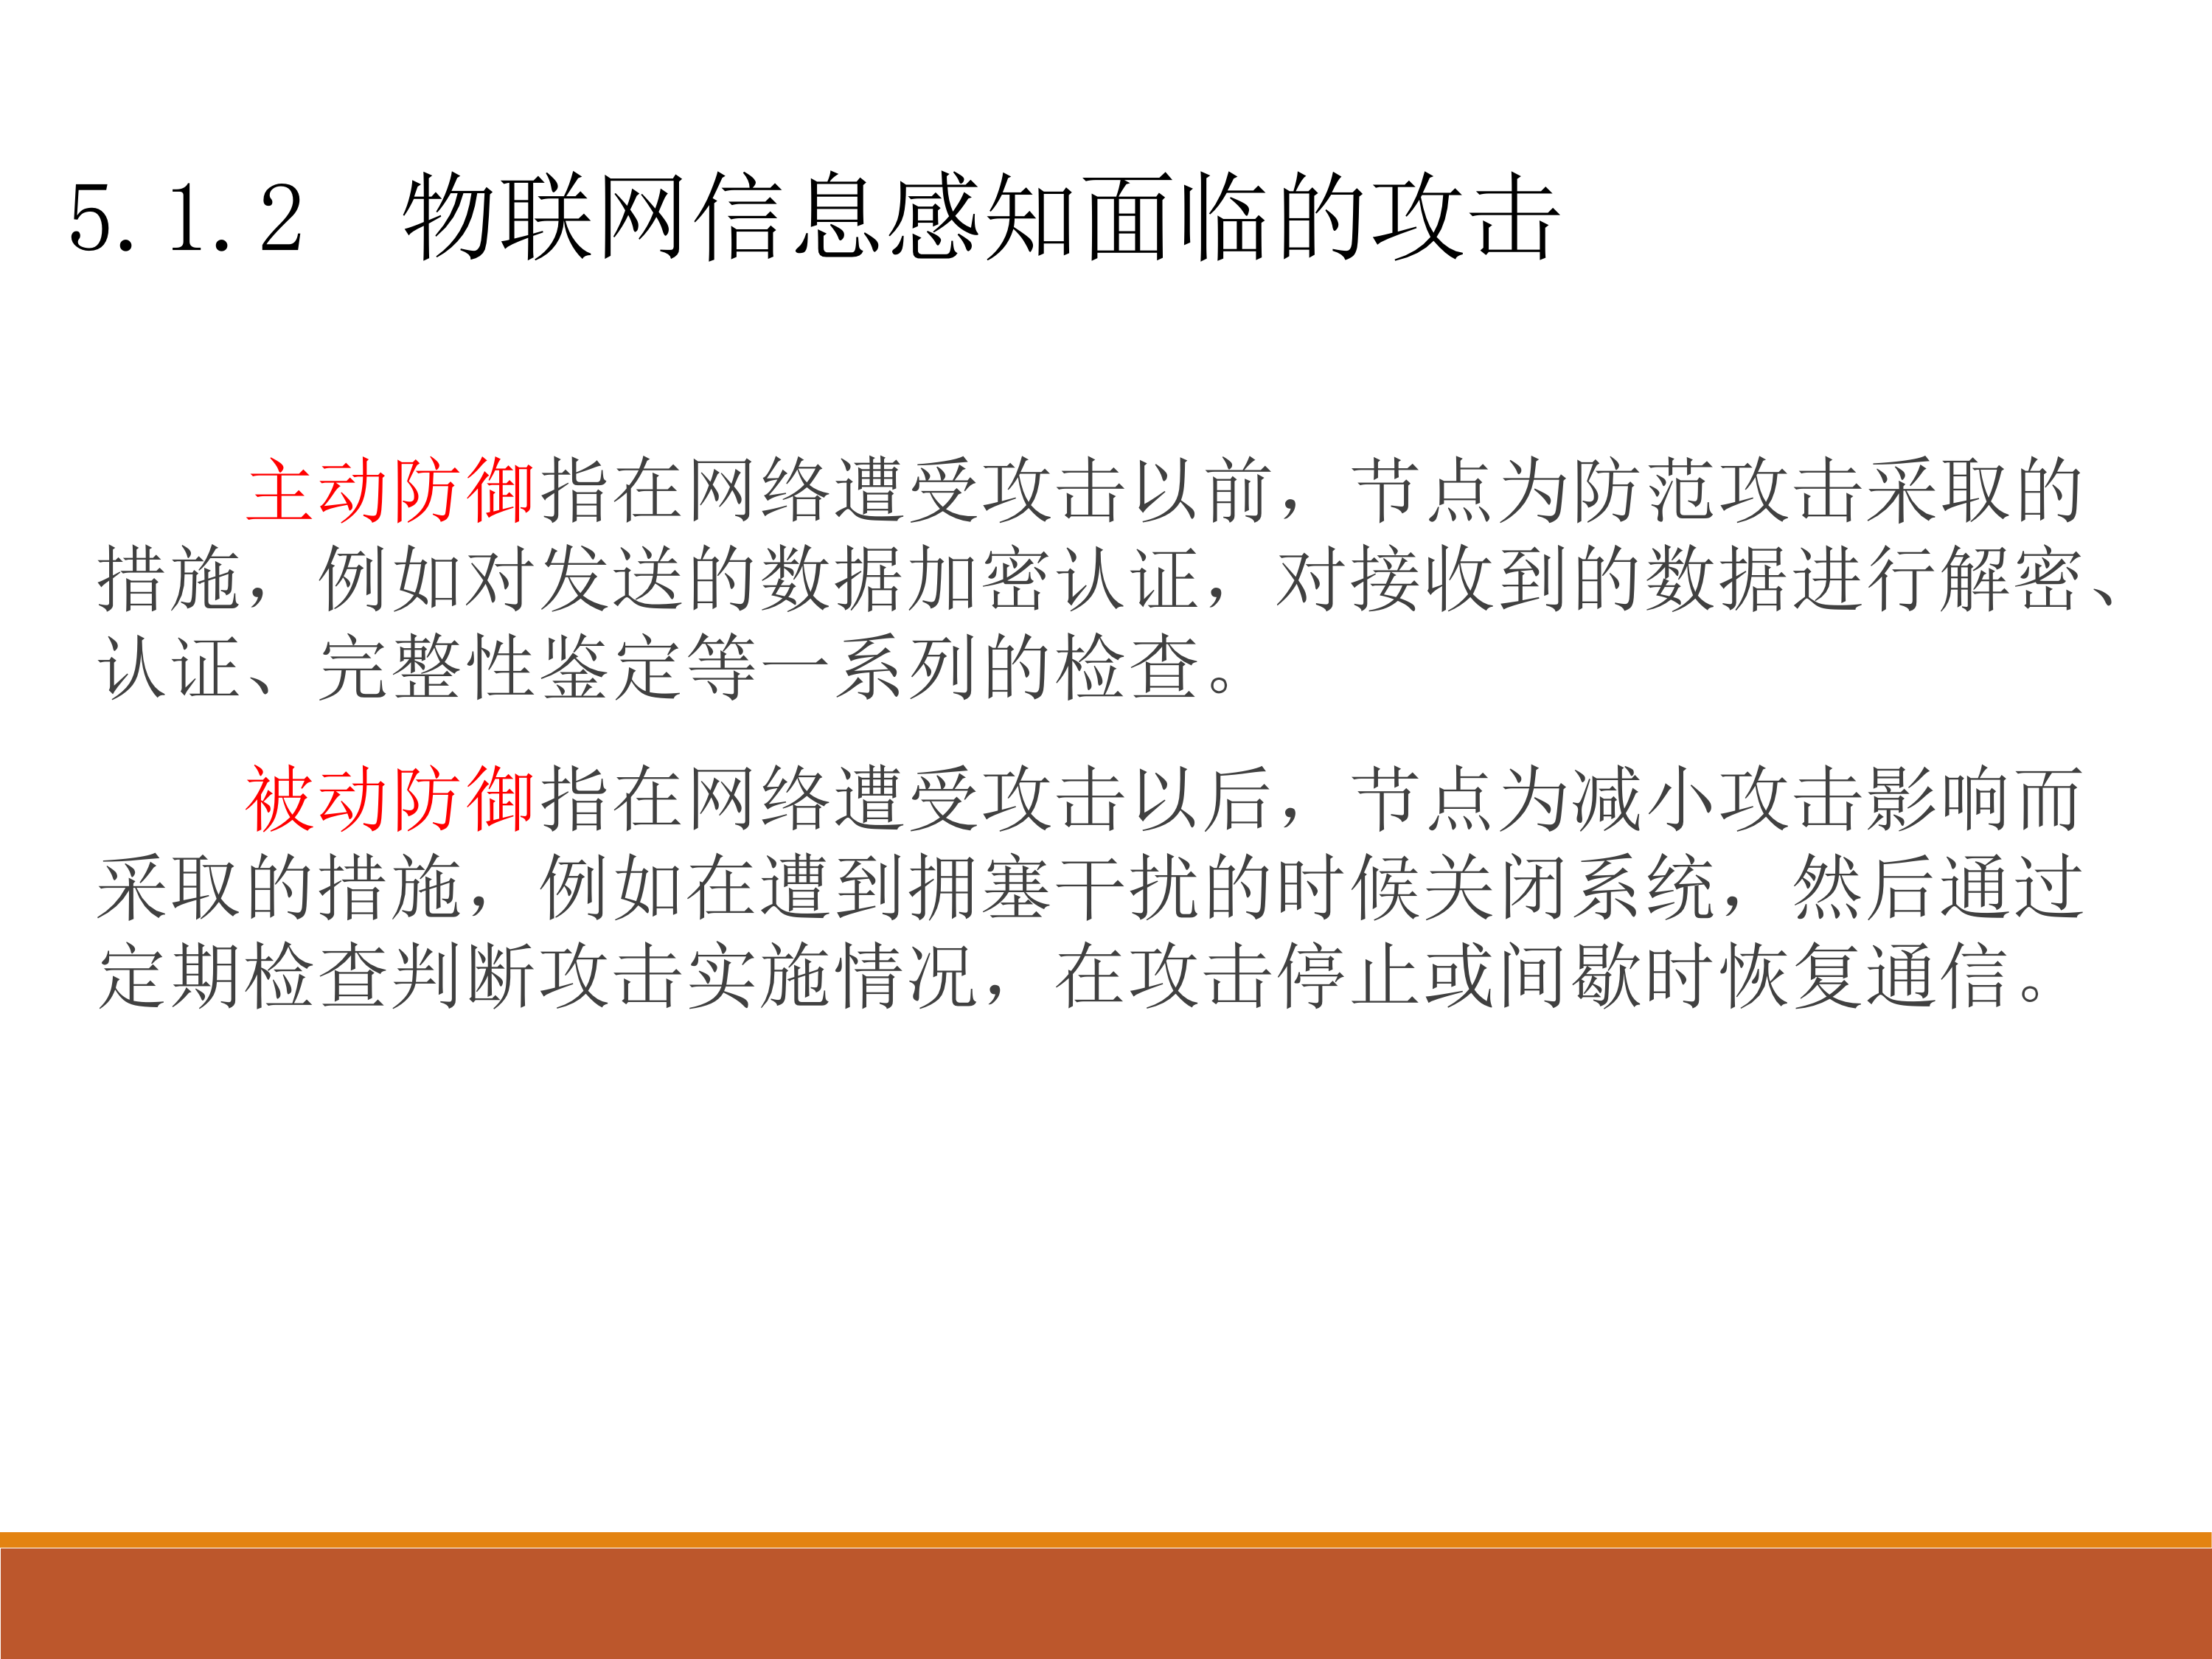 5.1.2 物联网信息感知面临的攻击
主动防御指在网络遭受攻击以前，节点为防范攻击采取的
措施，例如对发送的数据加密认证，对接收到的数据进行解密、
认证、完整性鉴定等一系列的检查。
被动防御指在网络遭受攻击以后，节点为减小攻击影响而
采取的措施，例如在遭到拥塞干扰的时候关闭系统，然后通过
定期检查判断攻击实施情况，在攻击停止或间歇时恢复通信。